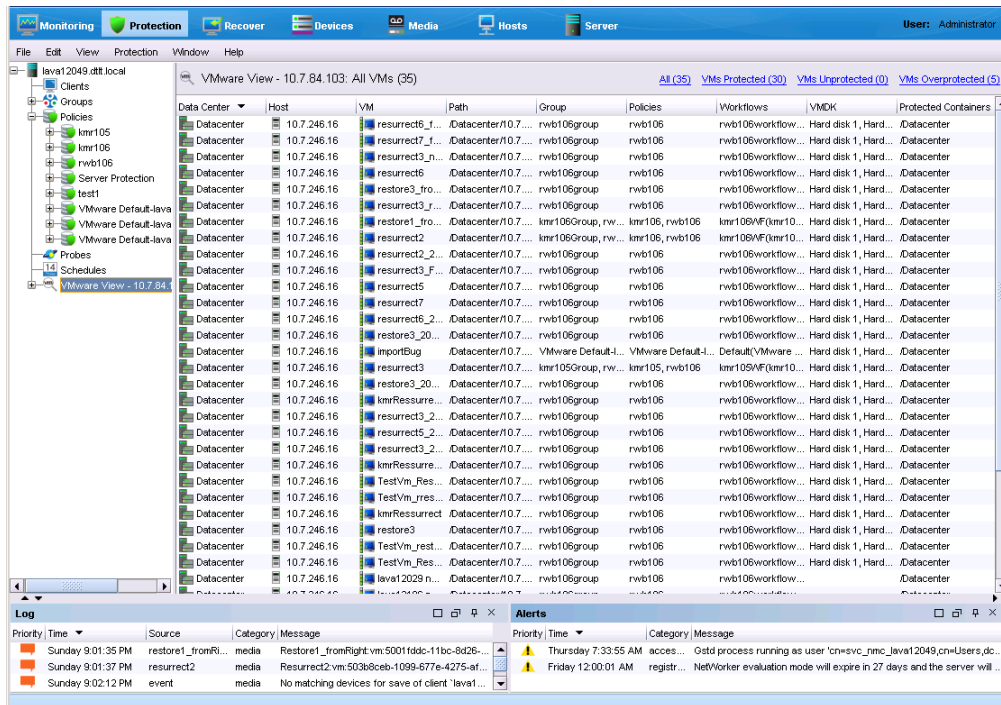 Monitoring Protection Recover Devices Media Hosts Server User: Administrator
File Edit View Protection Window Help
lava12049.dttt.local
Clients
Groups
Policies
kmr105
kmr106
rwb106
Server Protection
test1
VMware Default-lava
VMware Default-lava
VMware Default-lava
Probes
14 Schedules
VMware View - 10.7.84.1
VMware View - 10.7.84.103: All VMs (35) All (35) VMs Protected (30) VMs Unprotected (0) VMs Overprotected (5)
Data Center Host VM Path Group Policies Workflows VMDK Protected Containers
Datacenter 10.7.246.16 resurrect6_f... /Datacenter/10.7.... rwb106group rwb106 rwb106workflow... Hard disk 1, Hard... /Datacenter
Datacenter 10.7.246.16 resurrect7_f... /Datacenter/10.7.... rwb106group rwb106 rwb106workflow... Hard disk 1, Hard... /Datacenter
Datacenter 10.7.246.16 resurrect3_n... /Datacenter/10.7.... rwb106group rwb106 rwb106workflow... Hard disk 1, Hard... /Datacenter
Datacenter 10.7.246.16 resurrect6 /Datacenter/10.7.... rwb106group rwb106 rwb106workflow... Hard disk 1, Hard... /Datacenter
Datacenter 10.7.246.16 restore3_fro... /Datacenter/10.7.... rwb106group rwb106 rwb106workflow... Hard disk 1, Hard... /Datacenter
Datacenter 10.7.246.16 resurrect3_r... /Datacenter/10.7.... rwb106group rwb106 rwb106workflow... Hard disk 1, Hard... /Datacenter
Datacenter 10.7.246.16 restore1_fro... /Datacenter/10.7.... kmr106Group, rw... kmr106, rwb106 kmr106WF(kmr10... Hard disk 1, Hard... /Datacenter
Datacenter 10.7.246.16 resurrect2 /Datacenter/10.7.... kmr106Group, rw... kmr106, rwb106 kmr106WF(kmr10... Hard disk 1, Hard... /Datacenter
Datacenter 10.7.246.16 resurrect2_2... /Datacenter/10.7.... rwb106group rwb106 rwb106workflow... Hard disk 1, Hard... /Datacenter
Datacenter 10.7.246.16 resurrect3_F... /Datacenter/10.7.... rwb106group rwb106 rwb106workflow... Hard disk 1, Hard... /Datacenter
Datacenter 10.7.246.16 resurrect5 /Datacenter/10.7.... rwb106group rwb106 rwb106workflow... Hard disk 1, Hard... /Datacenter
Datacenter 10.7.246.16 resurrect7 /Datacenter/10.7.... rwb106group rwb106 rwb106workflow... Hard disk 1, Hard... /Datacenter
Datacenter 10.7.246.16 resurrect6_2... /Datacenter/10.7.... rwb106group rwb106 rwb106workflow... Hard disk 1, Hard... /Datacenter
Datacenter 10.7.246.16 restore3_20... /Datacenter/10.7.... rwb106group rwb106 rwb106workflow... Hard disk 1, Hard... /Datacenter
Datacenter 10.7.246.16 importBug /Datacenter/10.7.... VMware Default-l... VMware Default-l... Default(VMware ... Hard disk 1, Hard... /Datacenter
Datacenter 10.7.246.16 resurrect3 /Datacenter/10.7.... kmr105Group, rw... kmr105, rwb106 kmr105WF(kmr10... Hard disk 1, Hard... /Datacenter
Datacenter 10.7.246.16 restore3_20... /Datacenter/10.7.... rwb106group rwb106 rwb106workflow... Hard disk 1, Hard... /Datacenter
Datacenter 10.7.246.16 kmrRessurre... /Datacenter/10.7.... rwb106group rwb106 rwb106workflow... Hard disk 1, Hard... /Datacenter
Datacenter 10.7.246.16 resurrect3_2... /Datacenter/10.7.... rwb106group rwb106 rwb106workflow... Hard disk 1, Hard... /Datacenter
Datacenter 10.7.246.16 resurrect5_2... /Datacenter/10.7.... rwb106group rwb106 rwb106workflow... Hard disk 1, Hard... /Datacenter
Datacenter 10.7.246.16 resurrect3_2... /Datacenter/10.7.... rwb106group rwb106 rwb106workflow... Hard disk 1, Hard... /Datacenter
Datacenter 10.7.246.16 kmrRessurre... /Datacenter/10.7.... rwb106group rwb106 rwb106workflow... Hard disk 1, Hard... /Datacenter
Datacenter 10.7.246.16 TestVm_Res... /Datacenter/10.7.... rwb106group rwb106 rwb106workflow... Hard disk 1, Hard... /Datacenter
Datacenter 10.7.246.16 TestVm_rres... /Datacenter/10.7.... rwb106group rwb106 rwb106workflow... Hard disk 1, Hard... /Datacenter
Datacenter 10.7.246.16 kmrRessurrect /Datacenter/10.7.... rwb106group rwb106 rwb106workflow... Hard disk 1, Hard... /Datacenter
Datacenter 10.7.246.16 restore3 /Datacenter/10.7.... rwb106group rwb106 rwb106workflow... Hard disk 1, Hard... /Datacenter
Datacenter 10.7.246.16 TestVm_rest... /Datacenter/10.7.... rwb106group rwb106 rwb106workflow... Hard disk 1, Hard... /Datacenter
Datacenter 10.7.246.16 TestVm_Res... /Datacenter/10.7.... rwb106group rwb106 rwb106workflow... Hard disk 1, Hard... /Datacenter
Datacenter 10.7.246.16 lava12029 n... /Datacenter/10.7.... rwb106group rwb106 rwb106workflow... /Datacenter
Log
Priority Time Source Category Message
Sunday 9:01:35 PM restore1_fromRi... media Restore1_fromRight:vm:5001fddc-11bc-8d26-...
Sunday 9:01:37 PM resurrect2 media Resurrect2:vm:503b8ceb-1099-677e-4275-af...
Sunday 9:02:12 PM event media No matching devices for save of client `lava1...
Alerts
Priority Time Category Message
Thursday 7:33:55 AM acces... Gstd process running as user 'cn=svc_nmc_lava12049,cn=Users,dc...
Friday 12:00:01 AM registr... NetWorker evaluation mode will expire in 27 days and the server will ...